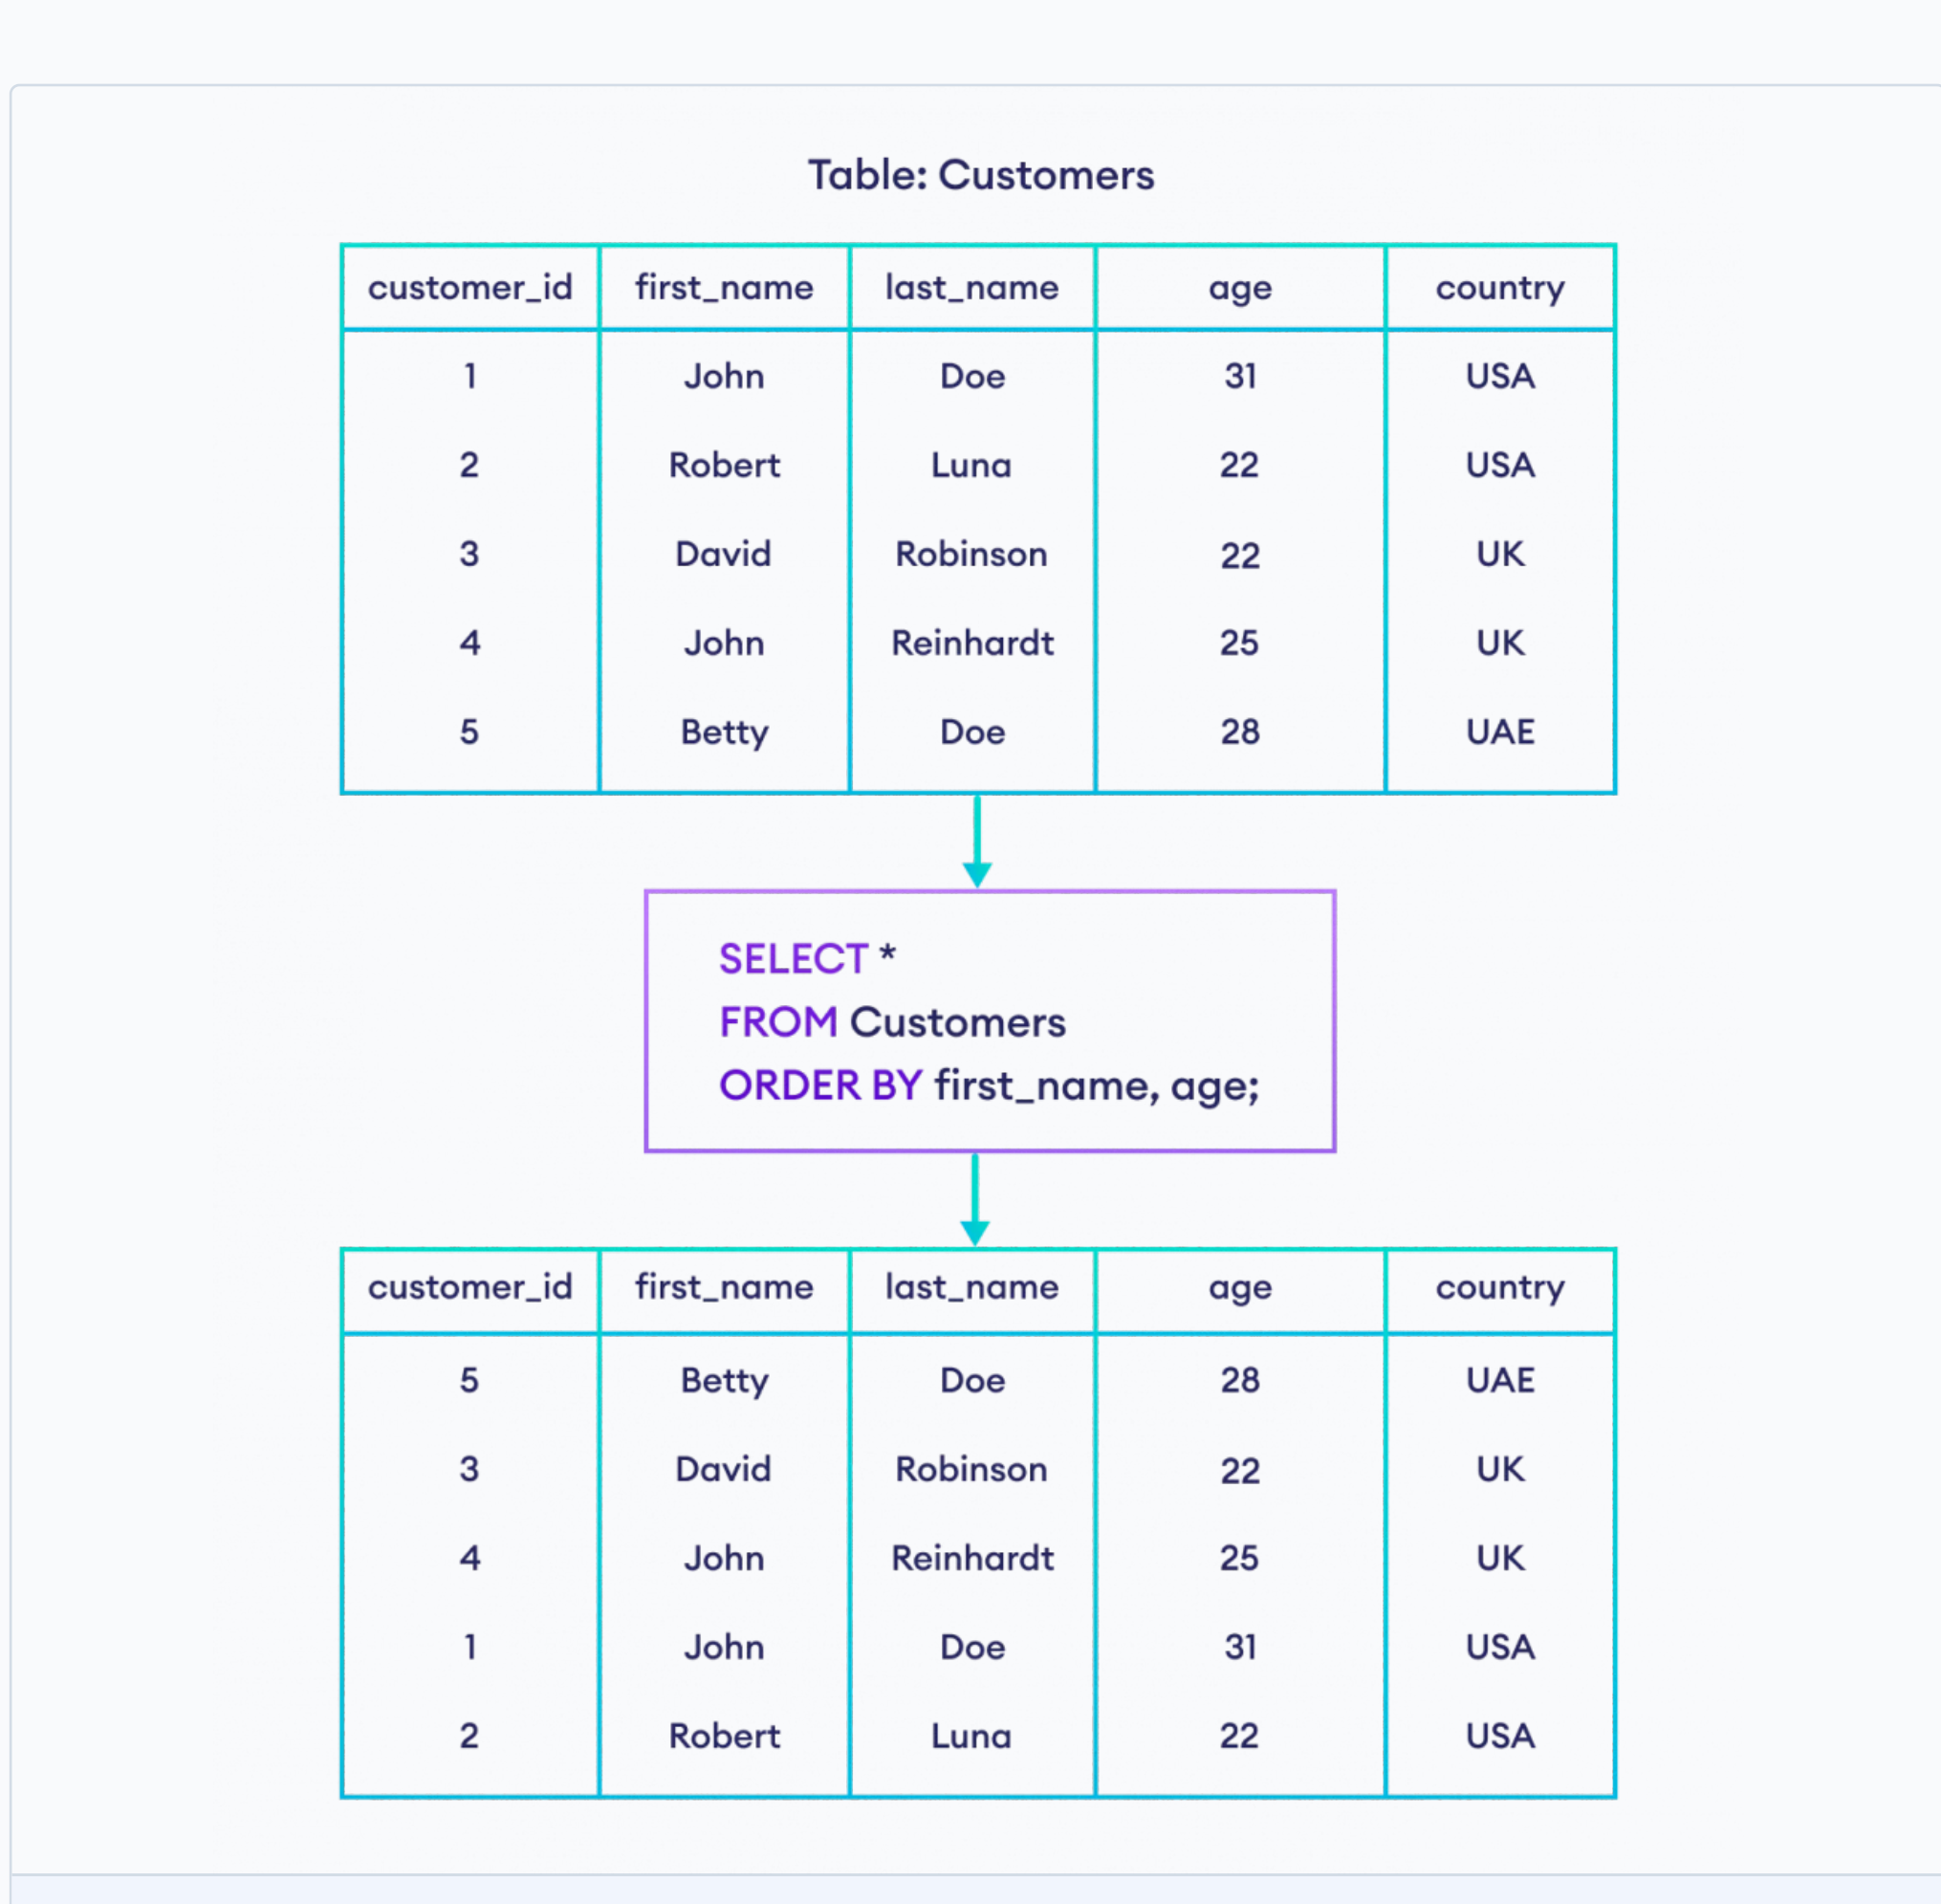 Table: Customers
customer_id first_name last_name age country
1 John Doe 31 USA
2 Robert Luna 22 USA
3 David Robinson 22 UK
4 John Reinhardt 25 UK
5 Betty Doe 28 UAE
SELECT *
FROM Customers
ORDER BY first_name, age;
customer_id first_name last_name age country
5 Betty Doe 28 UAE
3 David Robinson 22 UK
4 John Reinhardt 25 UK
1 John Doe 31 USA
2 Robert Luna 22 USA